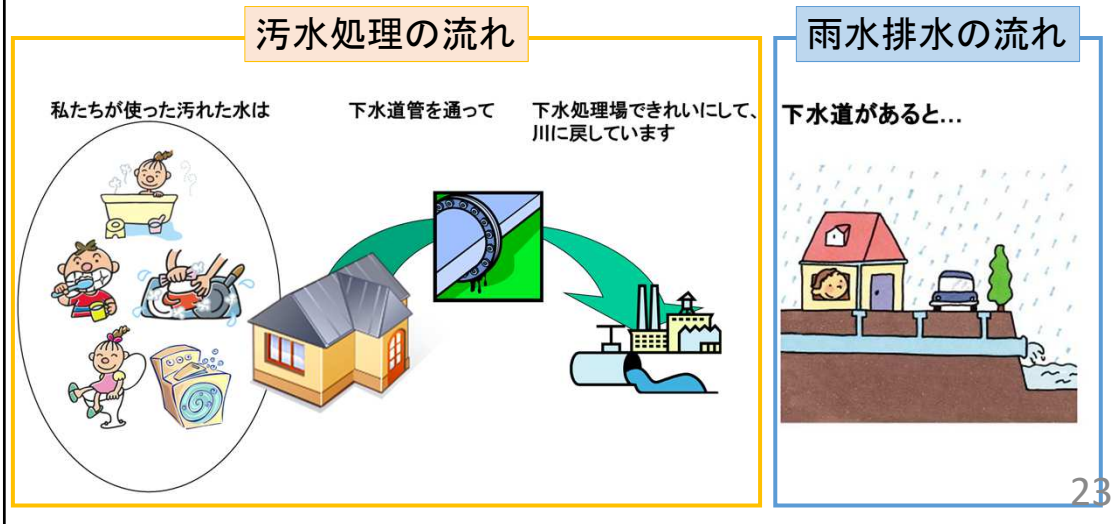 汚水処理の流れ
私たちが使った汚れた水は
下水道管を通って
下水処理場できれいにして、
川に戻しています
雨水排水の流れ
下水道があると…
23